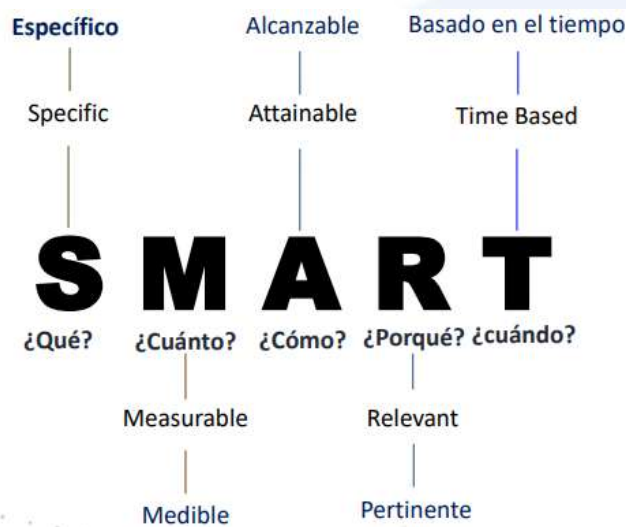 Específico Alcanzable Basado en el tiempo
Specific Attainable Time Based
SMART
¿Qué? ¿Cuánto? ¿Cómo? ¿Porqué? ¿cuándo?
Measurable Relevant
Medible Pertinente